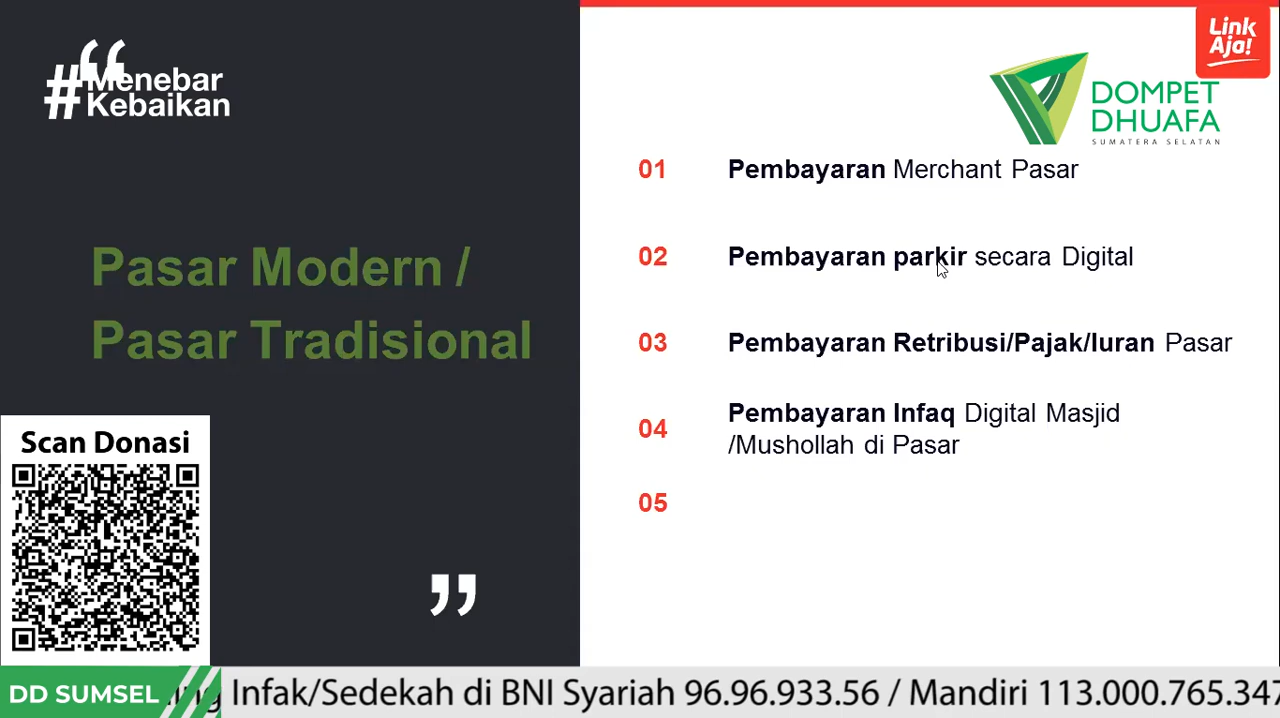 #Menebar
Kebaikan
Link
Aja!
DOMPET
DHUAFA
SUMATERA SELATAN
Pasar Modern /
Pasar Tradisional
01 Pembayaran Merchant Pasar
02 Pembayaran parkir secara Digital
03 Pembayaran Retribusi/Pajak/Iuran Pasar
04 Pembayaran Infaq Digital Masjid
/Mushollah di Pasar
05
Scan Donasi
DD SUMSEL Infak/Sedekah di BNI Syariah 96.96.933.56 / Mandiri 113.000.765.347